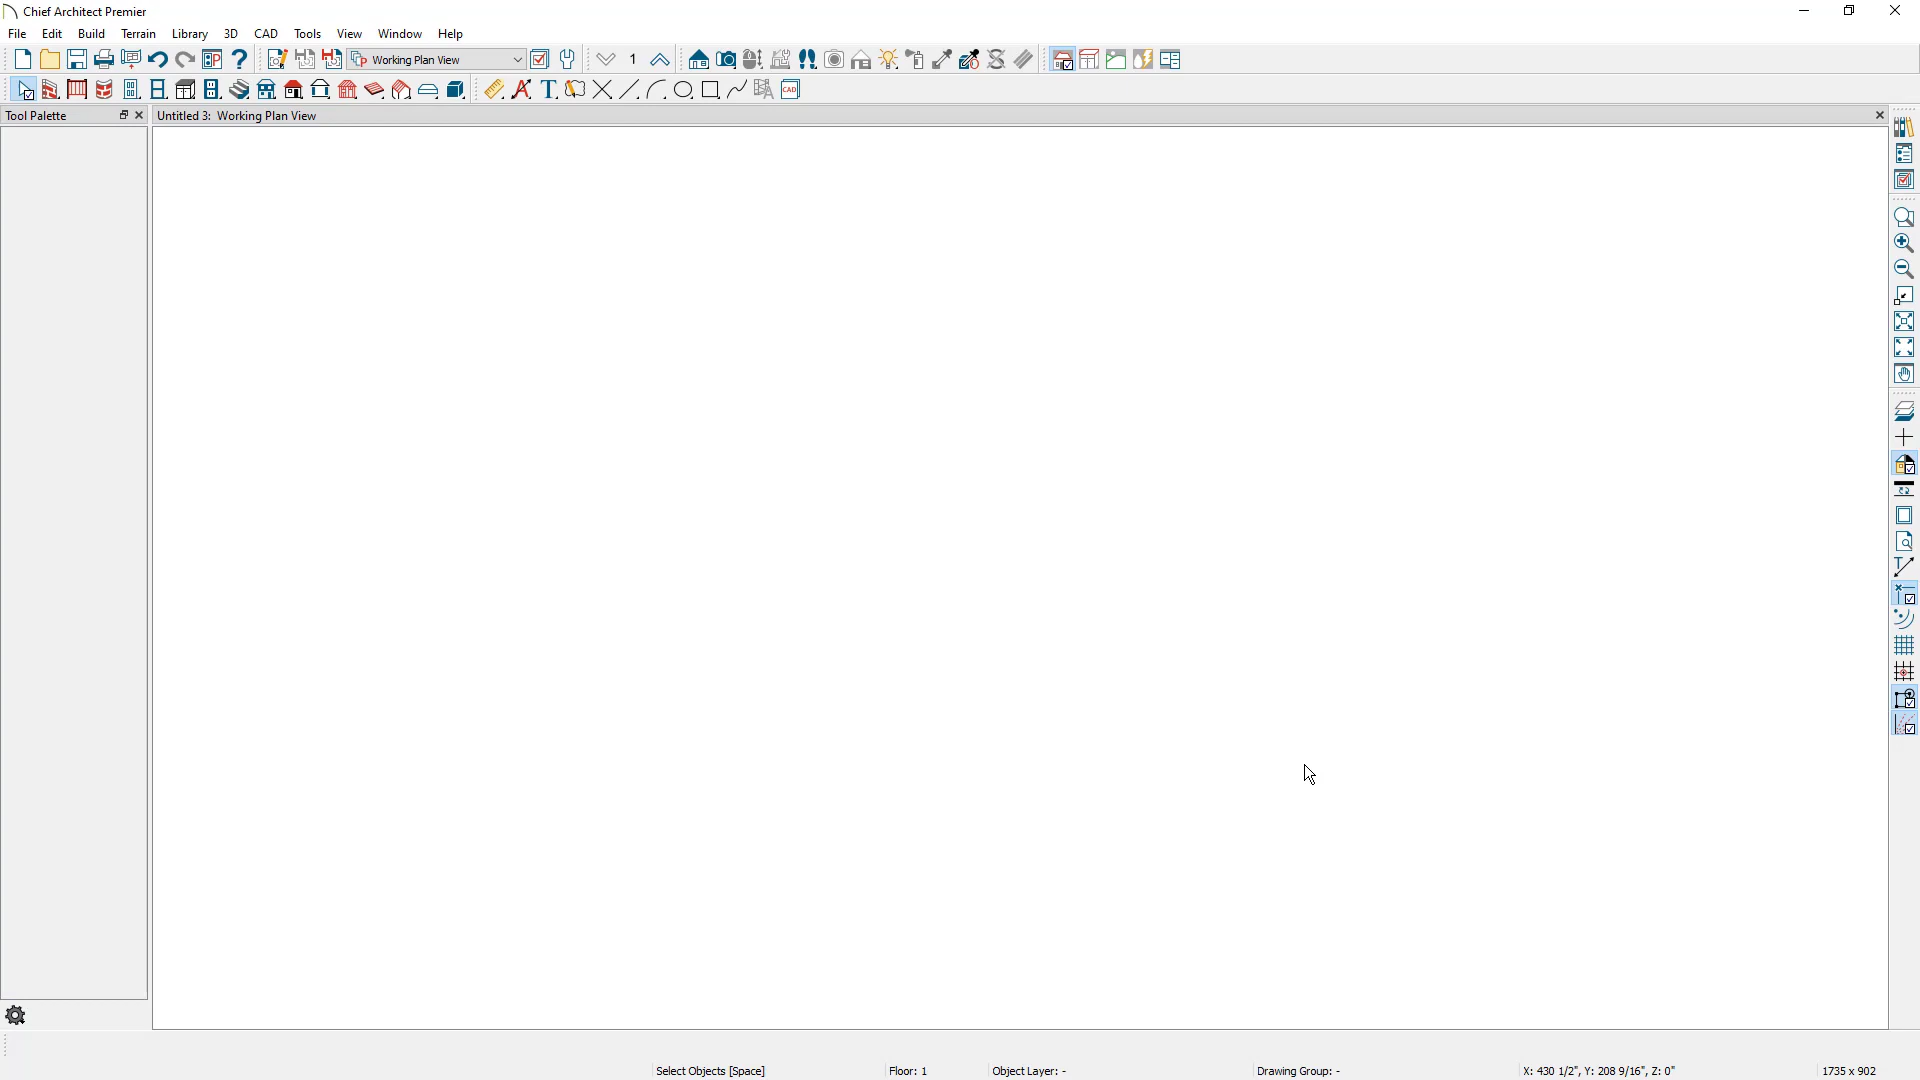 Chief Architect Premier
File Edit Build Terrain Library 3D CAD Tools View Window Help
Working Plan View 1
CAD
Tool Palette
Untitled 3: Working Plan View
Select Objects [Space] Floor: 1 Object Layer: - Drawing Group: - X: 430 1/2", Y: 208 9/16", Z: 0" 1735 x 902